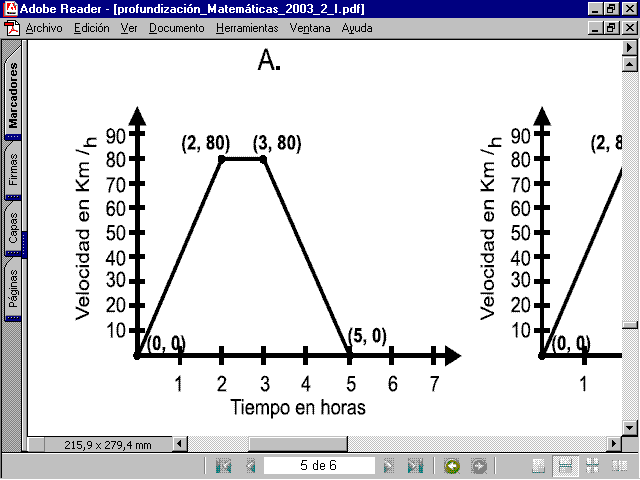 Adobe Reader - [profundización_Matemáticas_2003_2_I.pdf]
Archivo Edición Ver Documento Herramientas Ventana Ayuda
Marcadores
Firmas
Capas
Páginas
A.
Velocidad en Km /h
90
80
70
60
50
40
30
20
10
(2, 80) (3, 80)
(0, 0)
(5, 0)
1 2 3 4 5 6 7
Tiempo en horas
Velocidad en Km /h
90
80
70
60
50
40
30
20
10
(2, 8
(0, 0)
1
215,9 x 279,4 mm
5 de 6